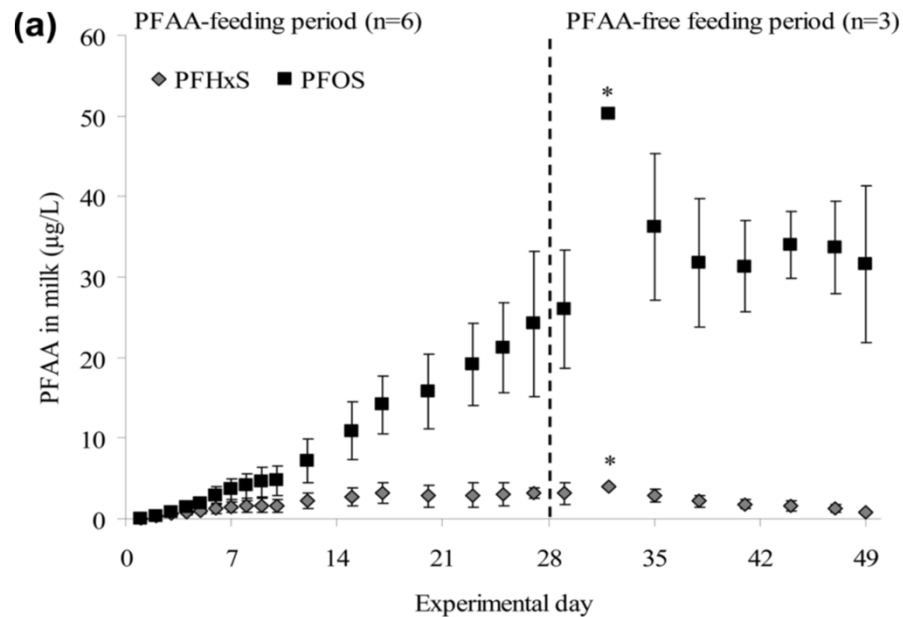 (a) PFAA-feeding period (n=6) PFAA-free feeding period (n=3)
60
PFHxS PFOS
50
40
30
20
10
0
PFAA in milk (µg/L)
*
*
0 7 14 21 28 35 42 49
Experimental day